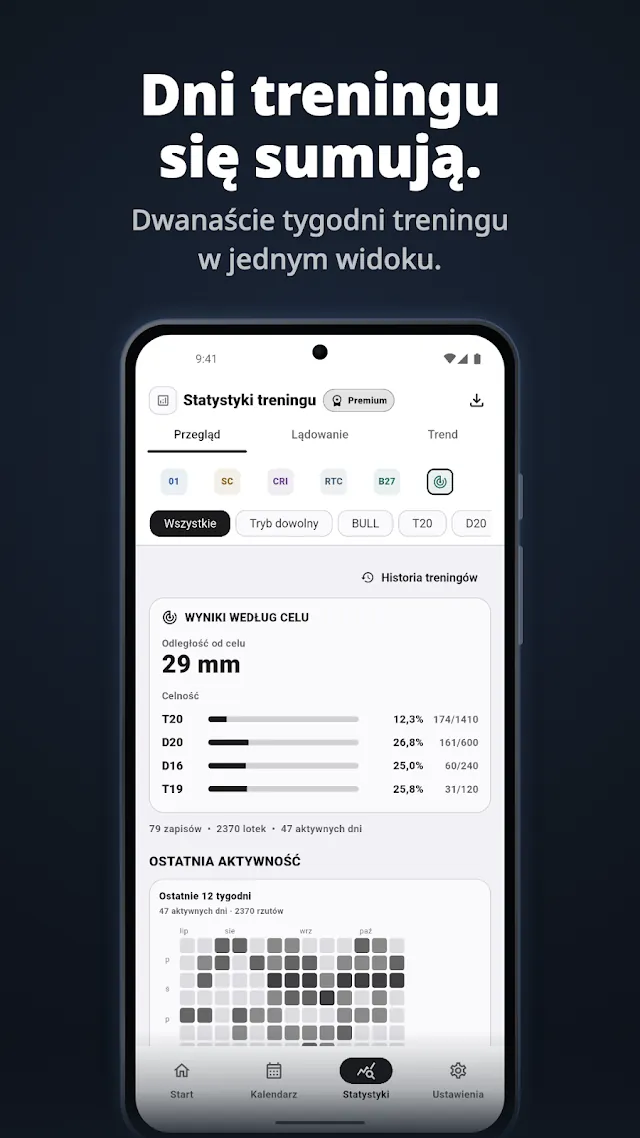 Dni treningu
się sumują.
Dwanaście tygodni treningu
w jednym widoku.
9:41
Statystyki treningu Premium
Przegląd Lądowanie Trend
01 SC CRI RTC B27
Wszystkie Tryb dowolny BULL T20 D20
Historia treningów
WYNIKI WEDŁUG CELU
Odległość od celu
29 mm
Celność
T20 12,3% 174/1410
D20 26,8% 161/600
D16 25,0% 60/240
T19 25,8% 31/120
79 zapisów • 2370 lotek • 47 aktywnych dni
OSTATNIA AKTYWNOŚĆ
Ostatnie 12 tygodni
47 aktywnych dni · 2370 rzutów
lip sie wrz paź
p
ś
p
Start Kalendarz Statystyki Ustawienia